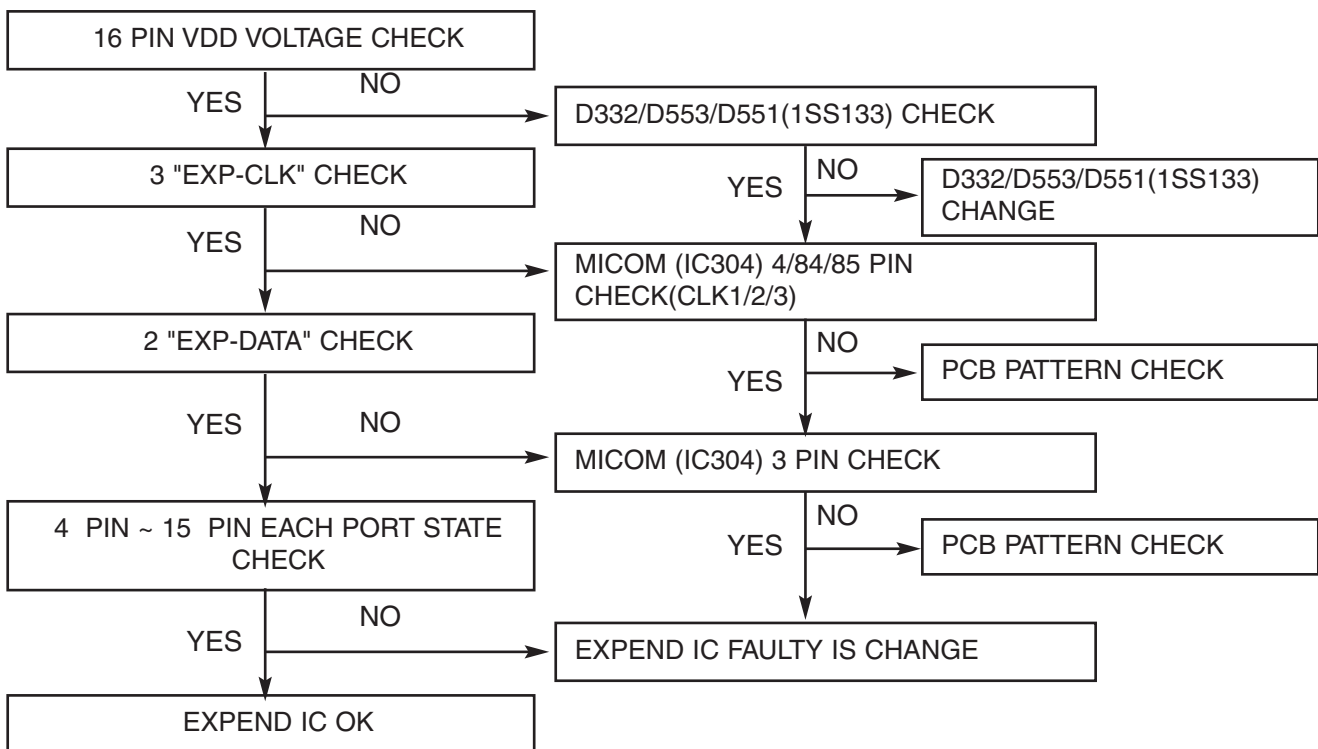 16 PIN VDD VOLTAGE CHECK
NO
YES
D332/D553/D551(1SS133) CHECK
3 "EXP-CLK" CHECK
NO
YES
D332/D553/D551(1SS133)
CHANGE
NO
YES
MICOM (IC304) 4/84/85 PIN
CHECK(CLK1/2/3)
2 "EXP-DATA" CHECK
NO
YES
PCB PATTERN CHECK
NO
YES
MICOM (IC304) 3 PIN CHECK
4 PIN ~ 15 PIN EACH PORT STATE
CHECK
NO
YES
PCB PATTERN CHECK
NO
YES
EXPEND IC FAULTY IS CHANGE
EXPEND IC OK